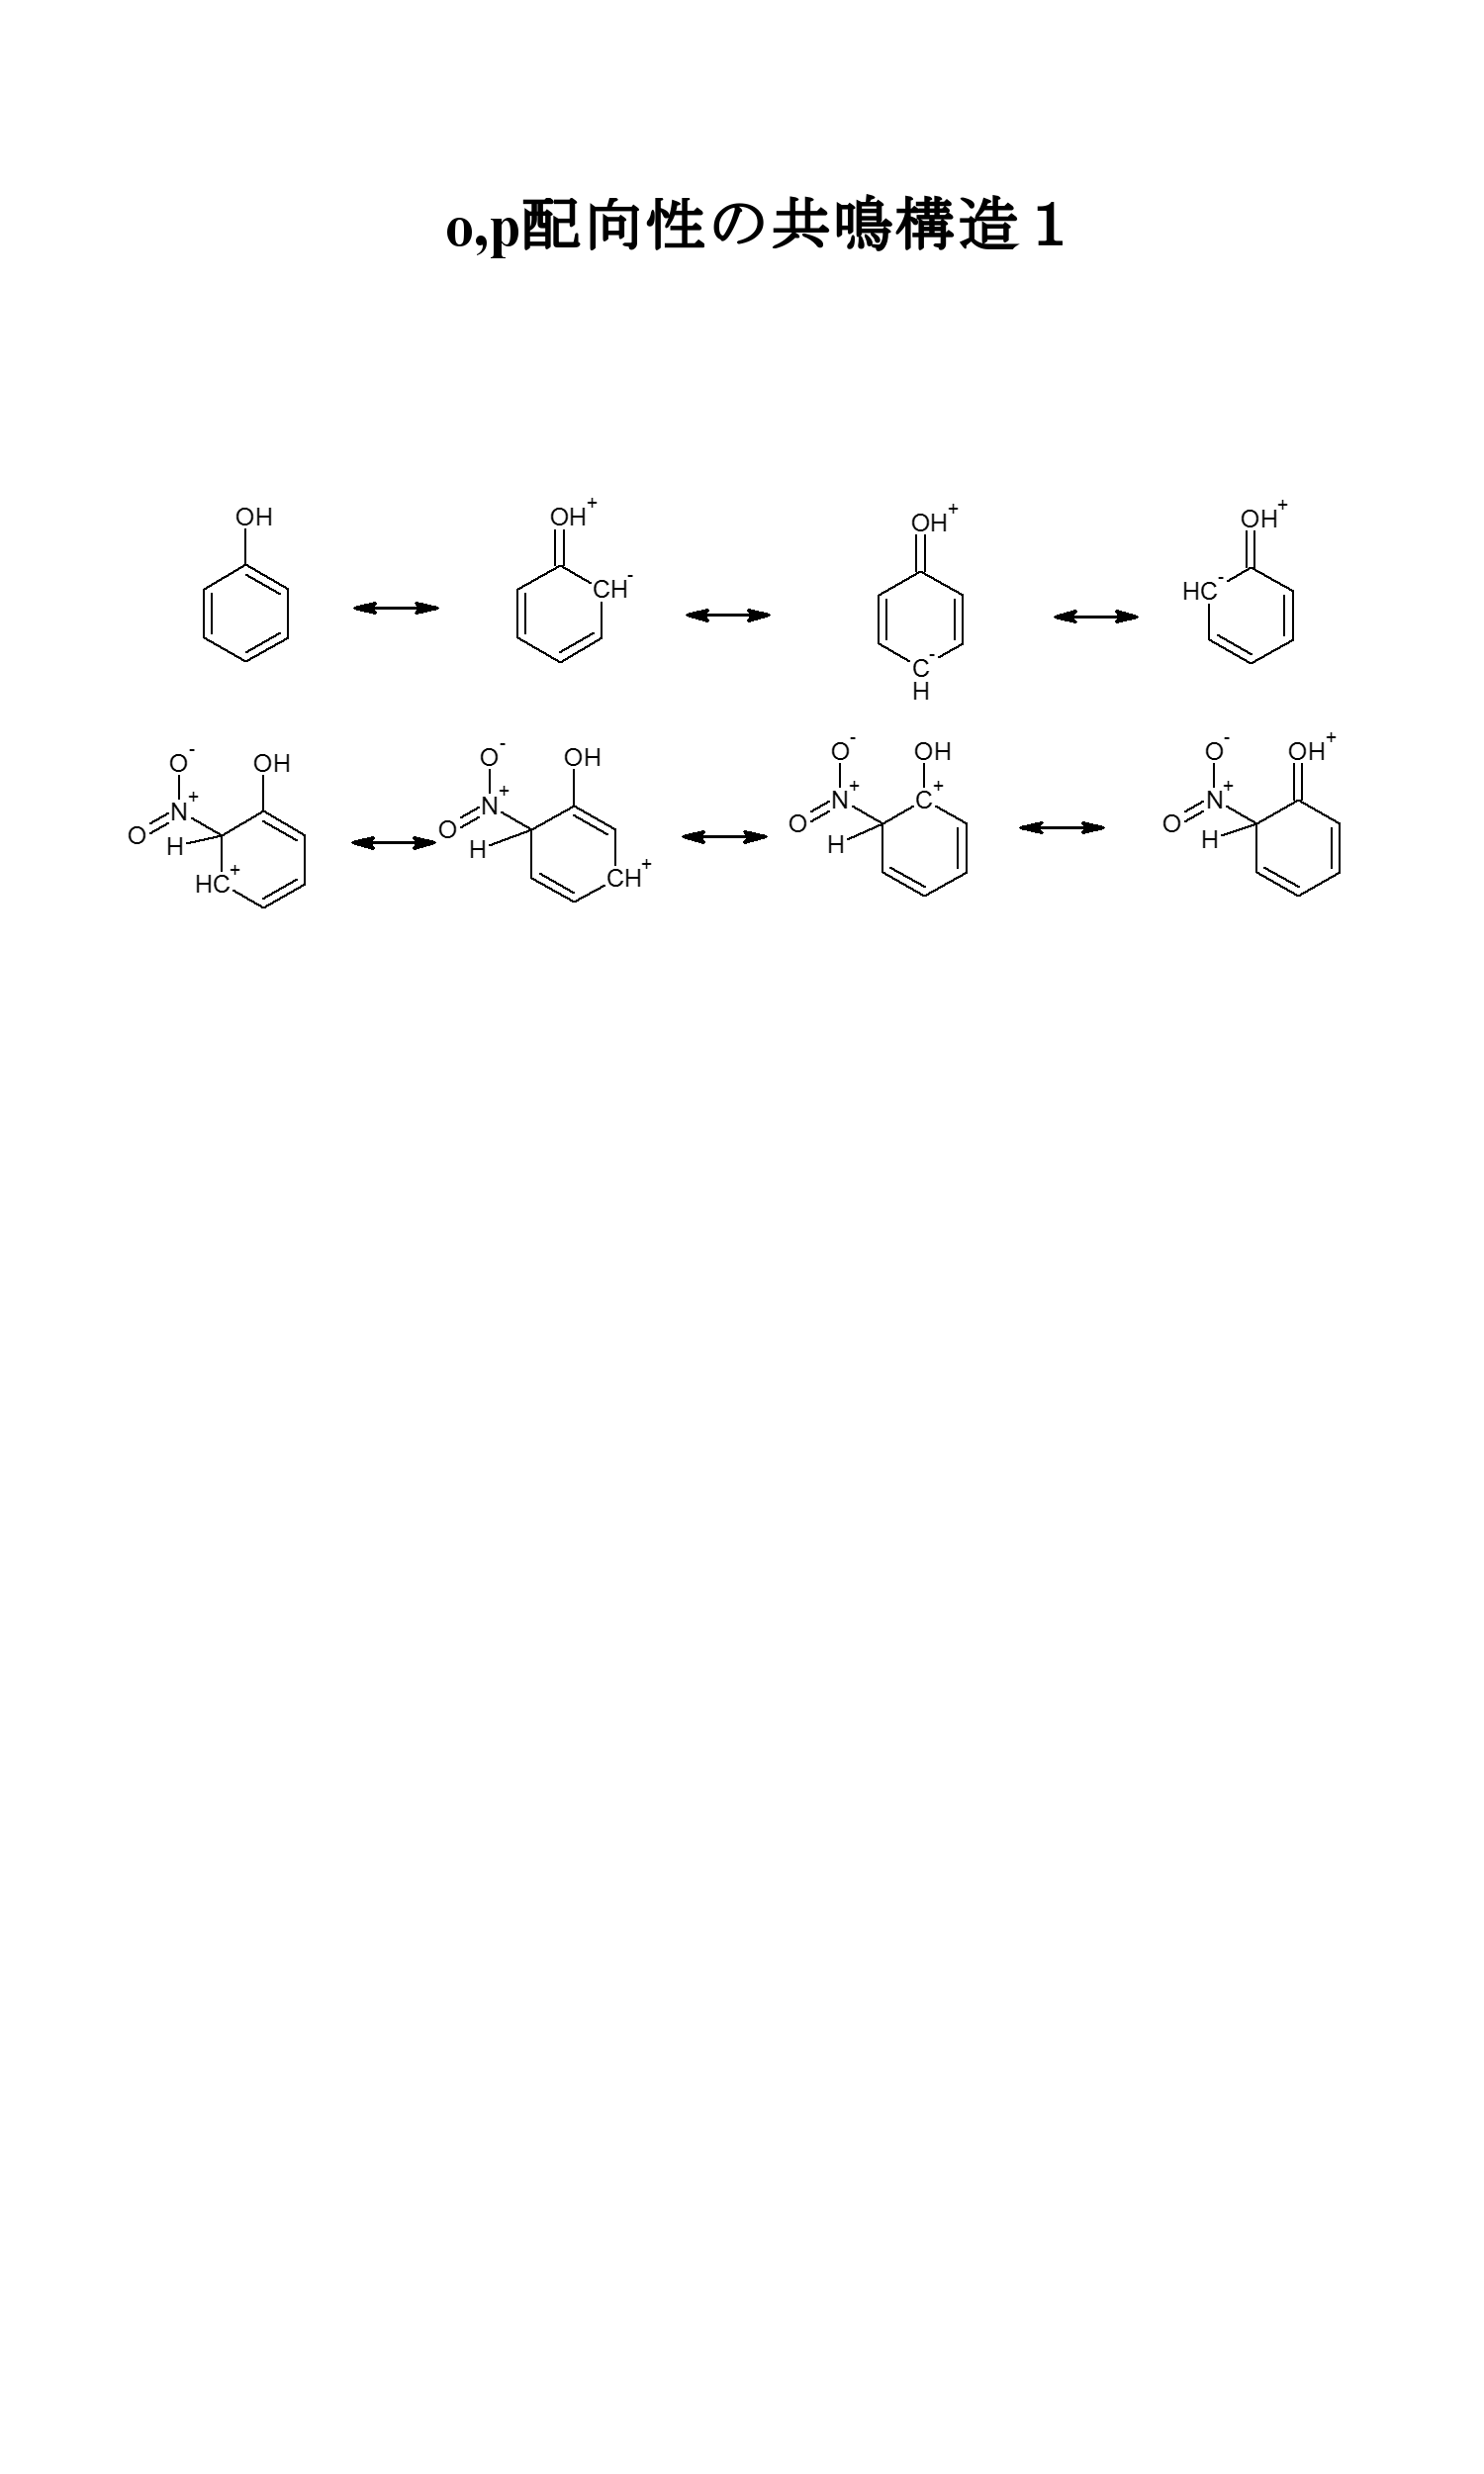 o,p配向性の共鳴構造１
OH OH+ OH+ OH+
CH- HC-
C-
H
O- OH O- OH O- OH O- OH+
N+ N+ N+ C+ N+
O H O H O H O H
HC+ CH+